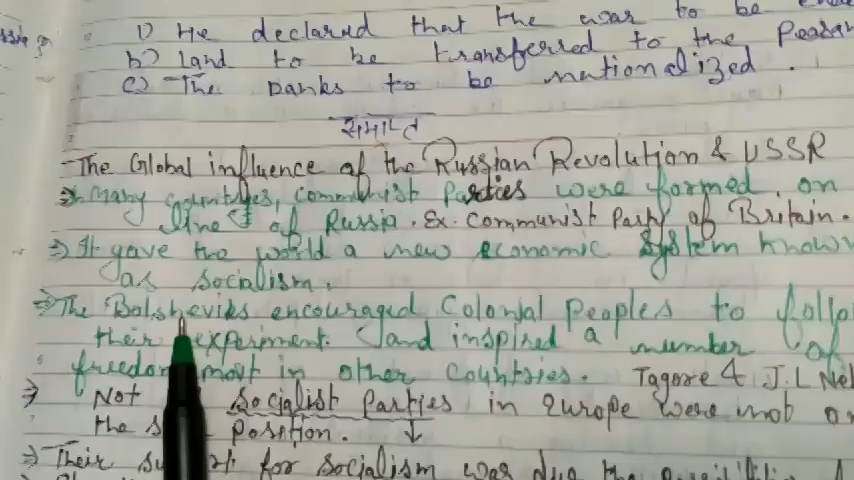 1) He declared that the war to be
b) Land to be transferred to the Peasan
c) The Banks to be nationalized.
समाप्त
The Global influence of the Russian Revolution & USSR
⇒ Many countries, communist Parties were formed on
line of Russia. Ex. communist Party of Britain.
⇒ It gave the world a new economic system known
as socialism.
⇒ The Bolsheviks encouraged Colonial Peoples to follo
their experiment and inspired a number of
freedom movt in other countries. Tagore & J.L Neh
⇒ Not Socialist Parties in Europe were not on
the position.
⇒ Their for socialism was due the